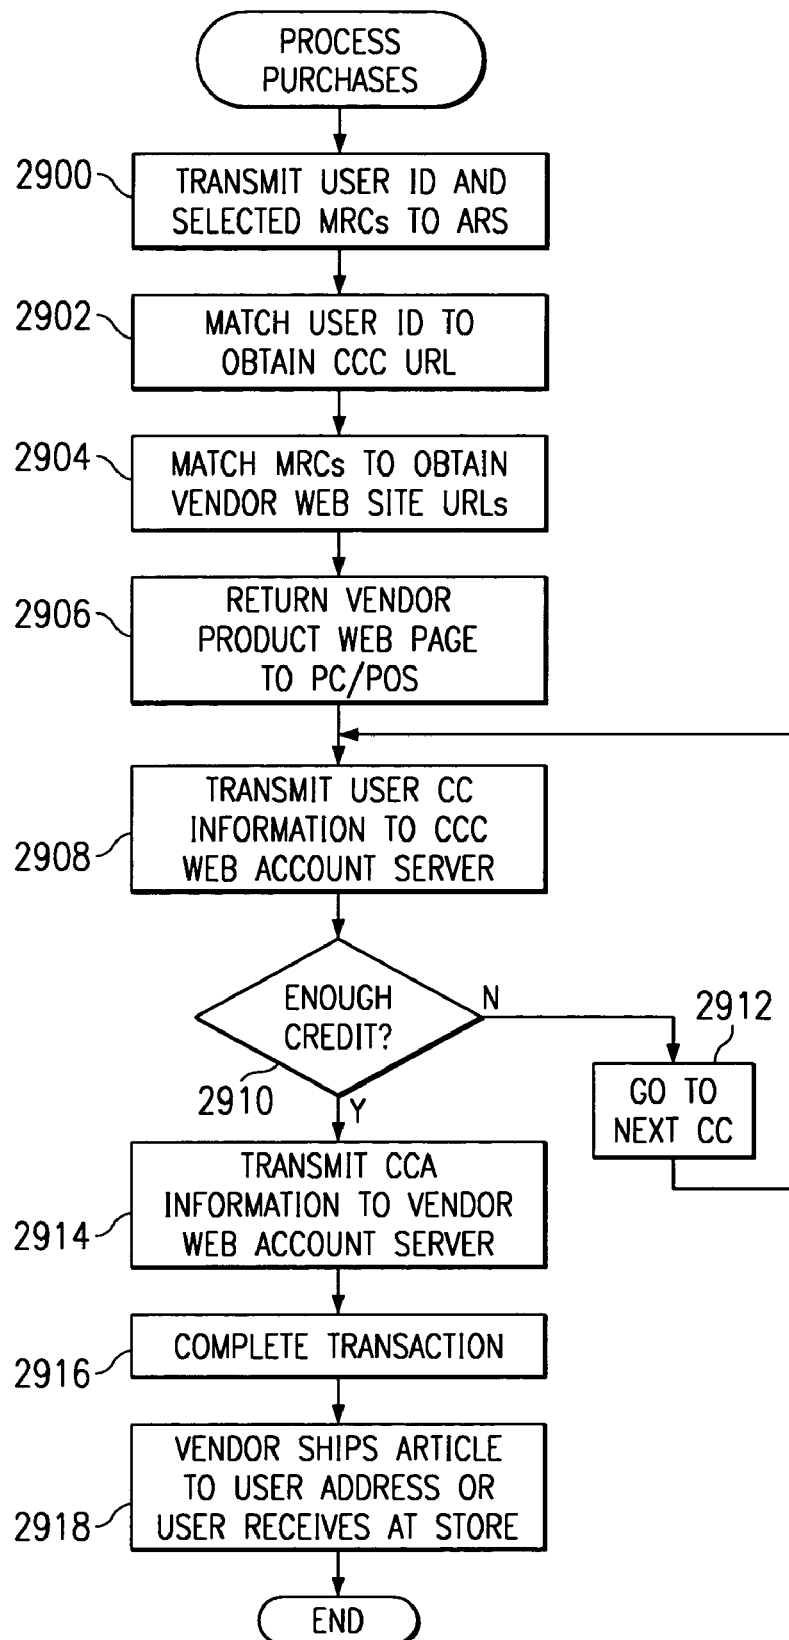 PROCESS
PURCHASES
2900
TRANSMIT USER ID AND
SELECTED MRCs TO ARS
2902
MATCH USER ID TO
OBTAIN CCC URL
2904
MATCH MRCs TO OBTAIN
VENDOR WEB SITE URLs
2906
RETURN VENDOR
PRODUCT WEB PAGE
TO PC/POS
2908
TRANSMIT USER CC
INFORMATION TO CCC
WEB ACCOUNT SERVER
ENOUGH
CREDIT?
N
2910
Y
2912
GO TO
NEXT CC
2914
TRANSMIT CCA
INFORMATION TO VENDOR
WEB ACCOUNT SERVER
2916
COMPLETE TRANSACTION
2918
VENDOR SHIPS ARTICLE
TO USER ADDRESS OR
USER RECEIVES AT STORE
END